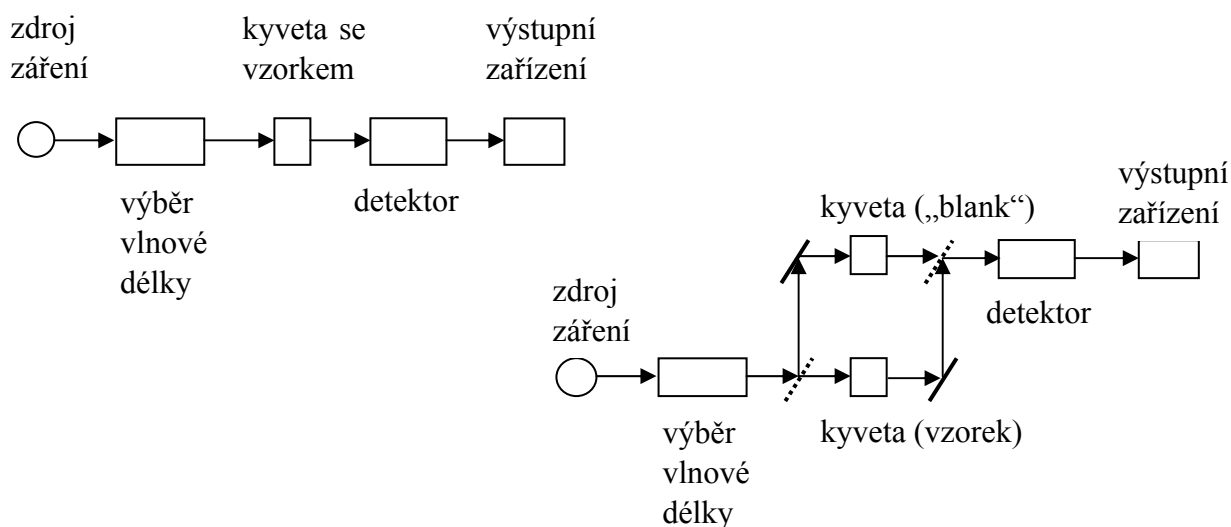 zdroj
záření
kyveta se
vzorkem
výstupní
zařízení
výběr
vlnové
délky
detektor
zdroj
záření
výběr
vlnové
délky
kyveta („blank“)
kyveta (vzorek)
detektor
výstupní
zařízení